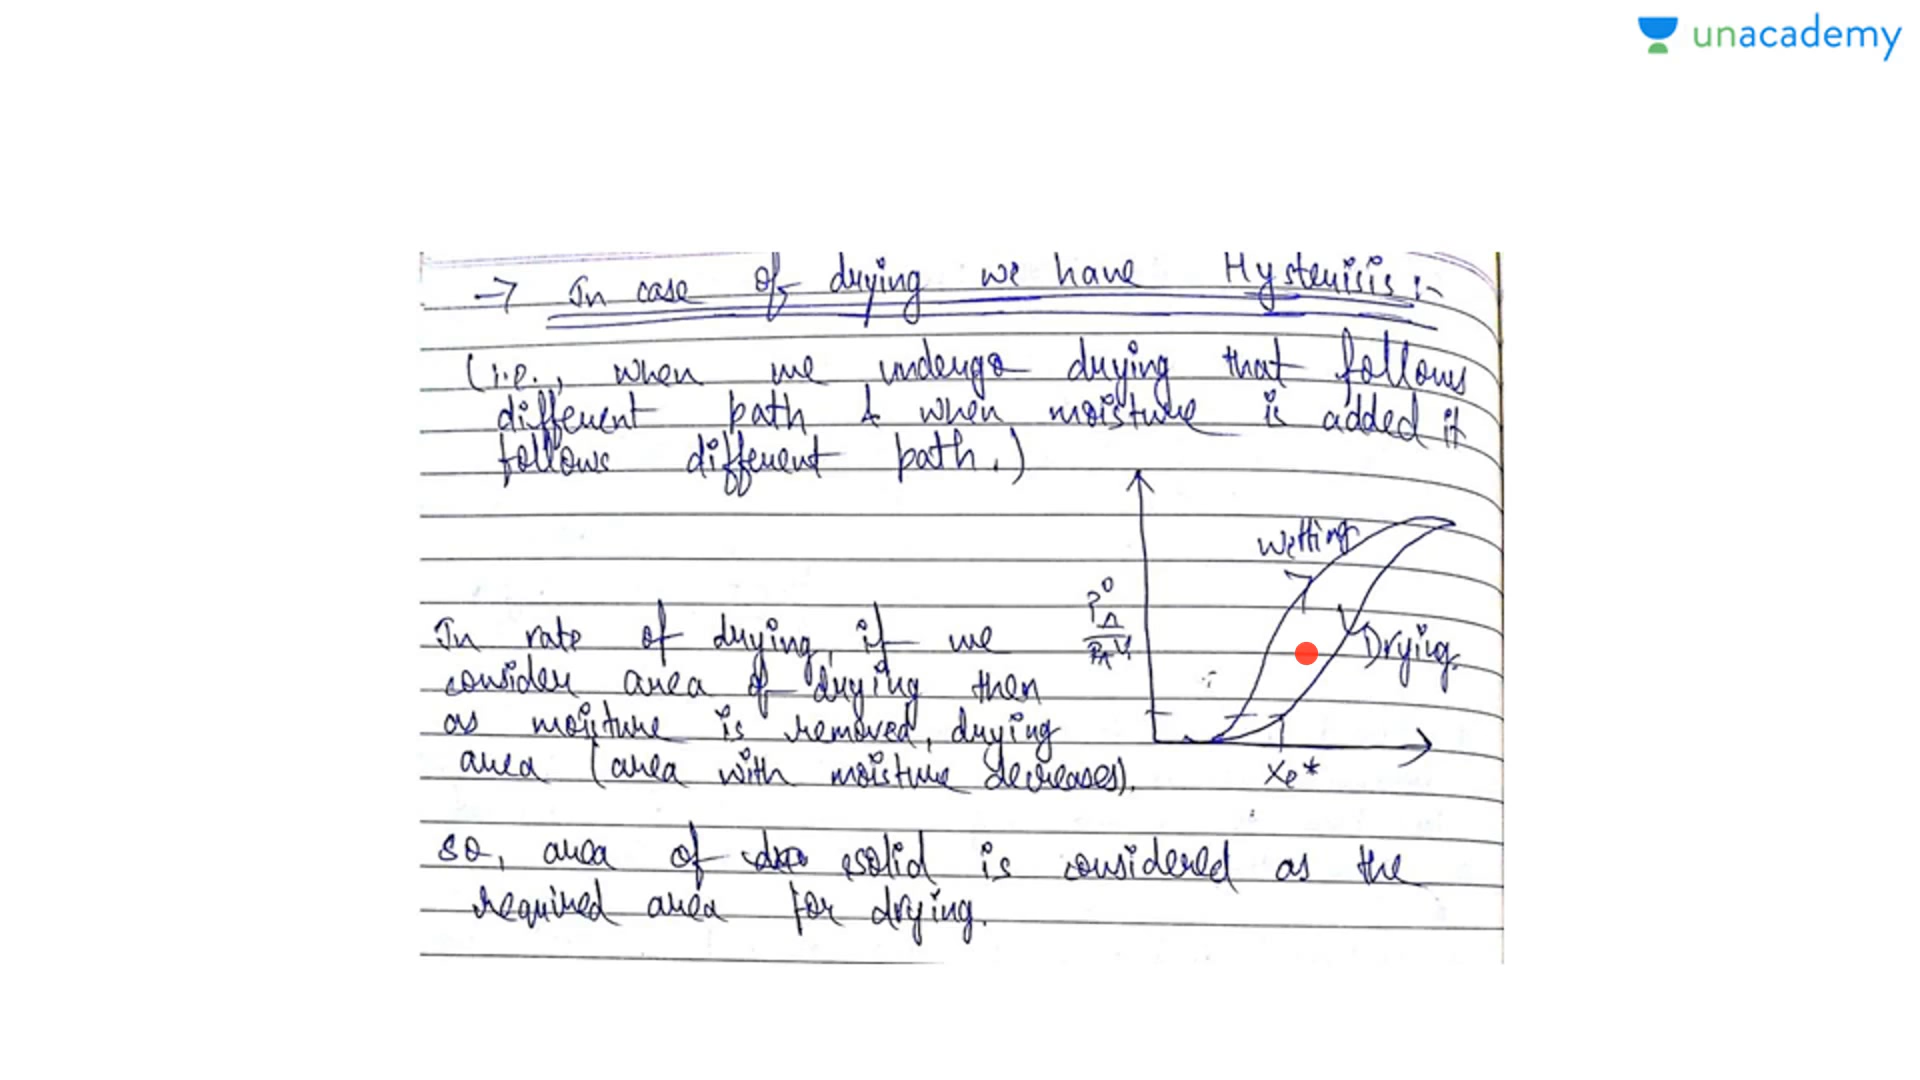 unacademy
→ In case of drying we have Hysterisis :-
(i.e., when we undergo drying that follows
different path & when moisture is added it
follows different path.)
Wetting
Drying.
In rate of drying, if we
consider area of drying then
as moisture is removed, drying
area (area with moisture decreases).
Xe*
so, area of solid is considered as the
required area for drying.